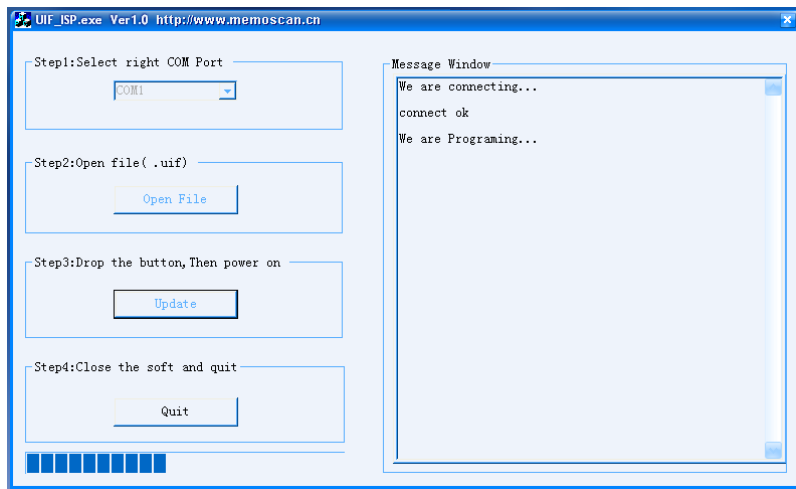 UIF_ISP.exe Ver1.0 http://www.memoscan.cn
Step1:Select right COM Port
COM1
Step2:Open file( .uif)
Open File
Step3:Drop the button,Then power on
Update
Step4:Close the soft and quit
Quit
Message Window
We are connecting...
connect ok
We are Programing...